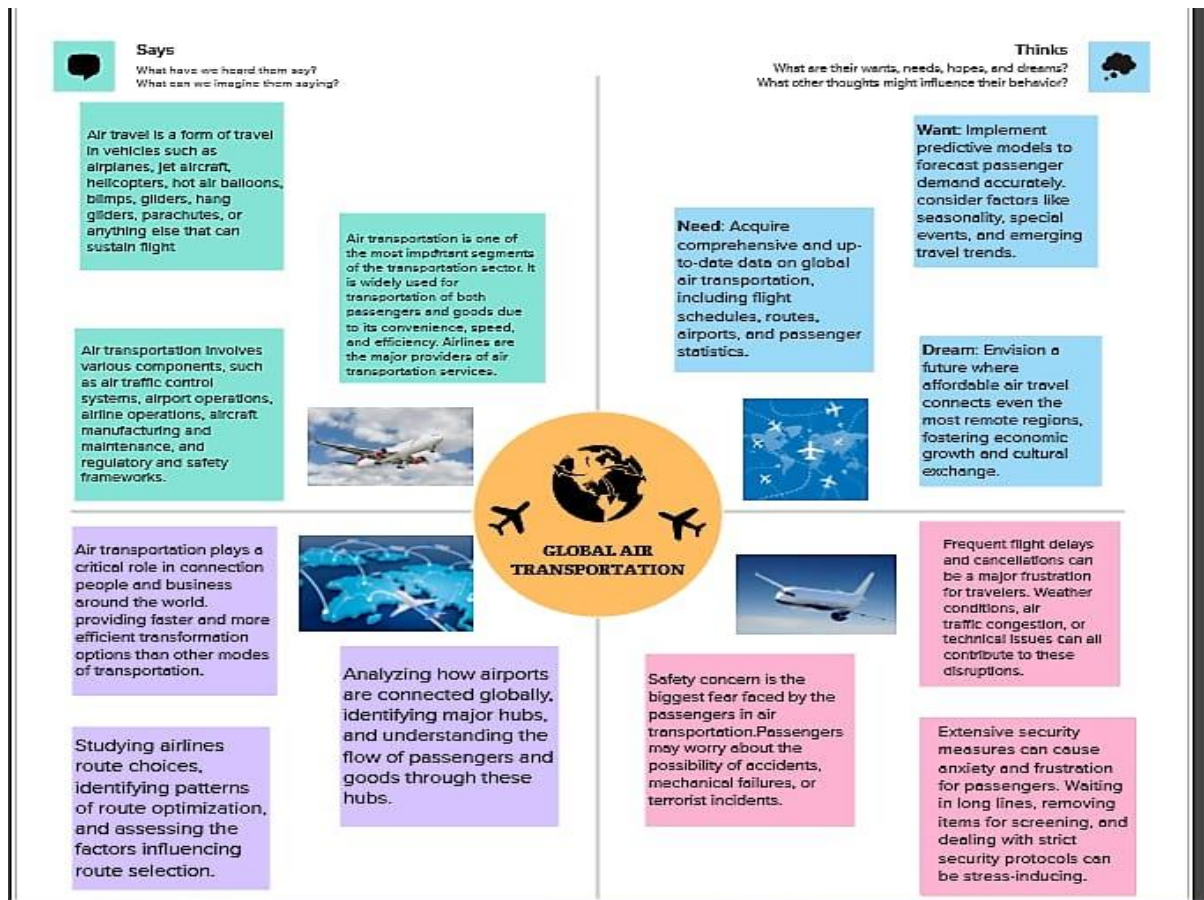 Says
What have we heard them say?
What can we imagine them saying?
Air travel is a form of travel
in vehicles such as
airplanes, jet aircraft,
helicopters, hot air balloons,
blimps, gliders, hang
gliders, parachutes, or
anything else that can
sustain flight
Air transportation is one of
the most important segments
of the transportation sector. It
is widely used for
transportation of both
passengers and goods due
to its convenience, speed,
and efficiency. Airlines are
the major providers of air
transportation services.
Air transportation involves
various components, such
as air traffic control
systems, airport operations,
airline operations, aircraft
manufacturing and
maintenance, and
regulatory and safety
frameworks.
Thinks
What are their wants, needs, hopes, and dreams?
What other thoughts might influence their behavior?
Want: Implement
predictive models to
forecast passenger
demand accurately.
consider factors like
seasonality, special
events, and emerging
travel trends.
Need: Acquire
comprehensive and up-
to-date data on global
air transportation,
including flight
schedules, routes,
airports, and passenger
statistics.
Dream: Envision a
future where
affordable air travel
connects even the
most remote regions,
fostering economic
growth and cultural
exchange.
GLOBAL AIR
TRANSPORTATION
Air transportation plays a
critical role in connection
people and business
around the world.
providing faster and more
efficient transformation
options than other modes
of transportation.
Analyzing how airports
are connected globally,
identifying major hubs,
and understanding the
flow of passengers and
goods through these
hubs.
Studying airlines
route choices,
identifying patterns
of route optimization,
and assessing the
factors influencing
route selection.
Frequent flight delays
and cancellations can
be a major frustration
for travelers. Weather
conditions, air
traffic congestion, or
technical issues can all
contribute to these
disruptions.
Safety concern is the
biggest fear faced by the
passengers in air
transportation.Passengers
may worry about the
possibility of accidents,
mechanical failures, or
terrorist incidents.
Extensive security
measures can cause
anxiety and frustration
for passengers. Waiting
in long lines, removing
items for screening, and
dealing with strict
security protocols can
be stress-inducing.